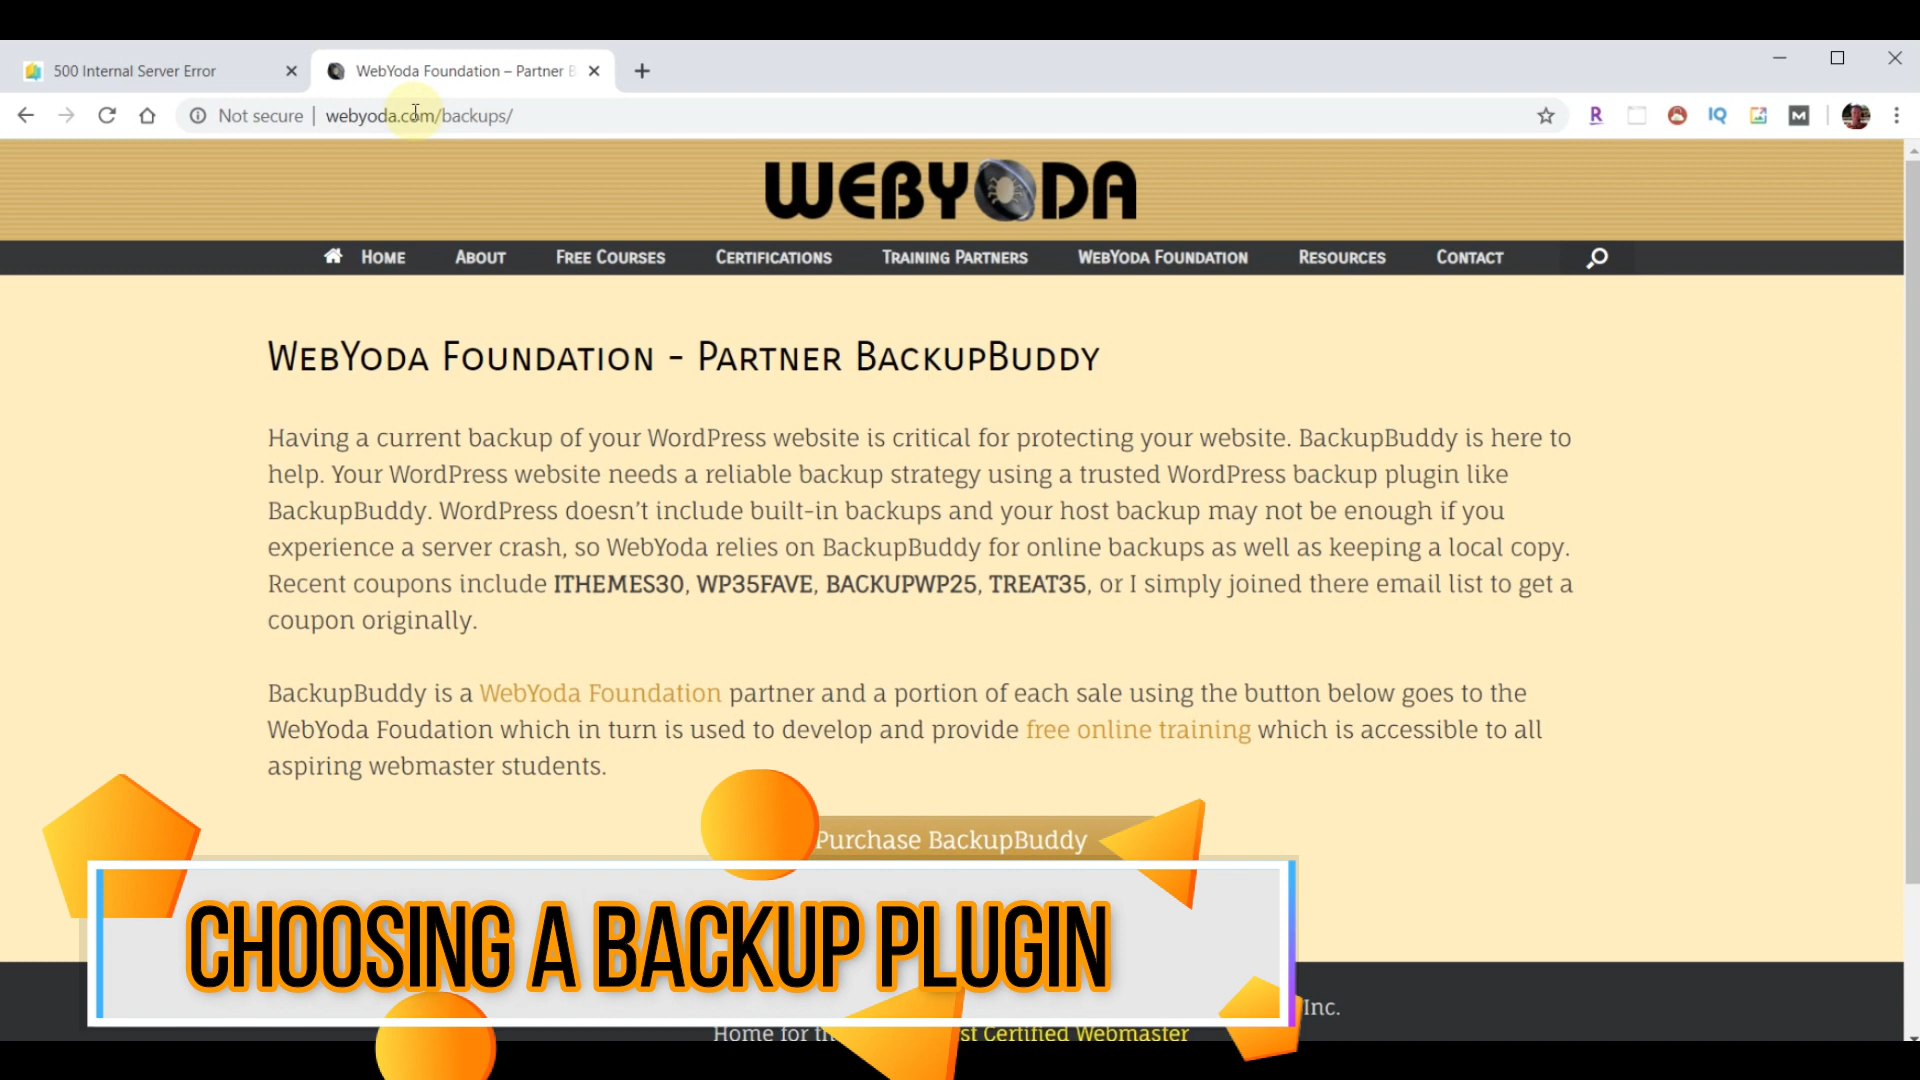 500 Internal Server Error
WebYoda Foundation – Partner B
Not secure | webyoda.com/backups/
R
IQ
M
WEBYODA
HOME ABOUT FREE COURSES CERTIFICATIONS TRAINING PARTNERS WEBYODA FOUNDATION RESOURCES CONTACT
WEBYODA FOUNDATION - PARTNER BACKUPBUDDY
Having a current backup of your WordPress website is critical for protecting your website. BackupBuddy is here to
help. Your WordPress website needs a reliable backup strategy using a trusted WordPress backup plugin like
BackupBuddy. WordPress doesn't include built-in backups and your host backup may not be enough if you
experience a server crash, so WebYoda relies on BackupBuddy for online backups as well as keeping a local copy.
Recent coupons include ITHEMES30, WP35FAVE, BACKUPWP25, TREAT35, or I simply joined there email list to get a
coupon originally.
BackupBuddy is a WebYoda Foundation partner and a portion of each sale using the button below goes to the
WebYoda Foudation which in turn is used to develop and provide free online training which is accessible to all
aspiring webmaster students.
Purchase BackupBuddy
CHOOSING A BACKUP PLUGIN
Inc.
Home for Certified Webmaster